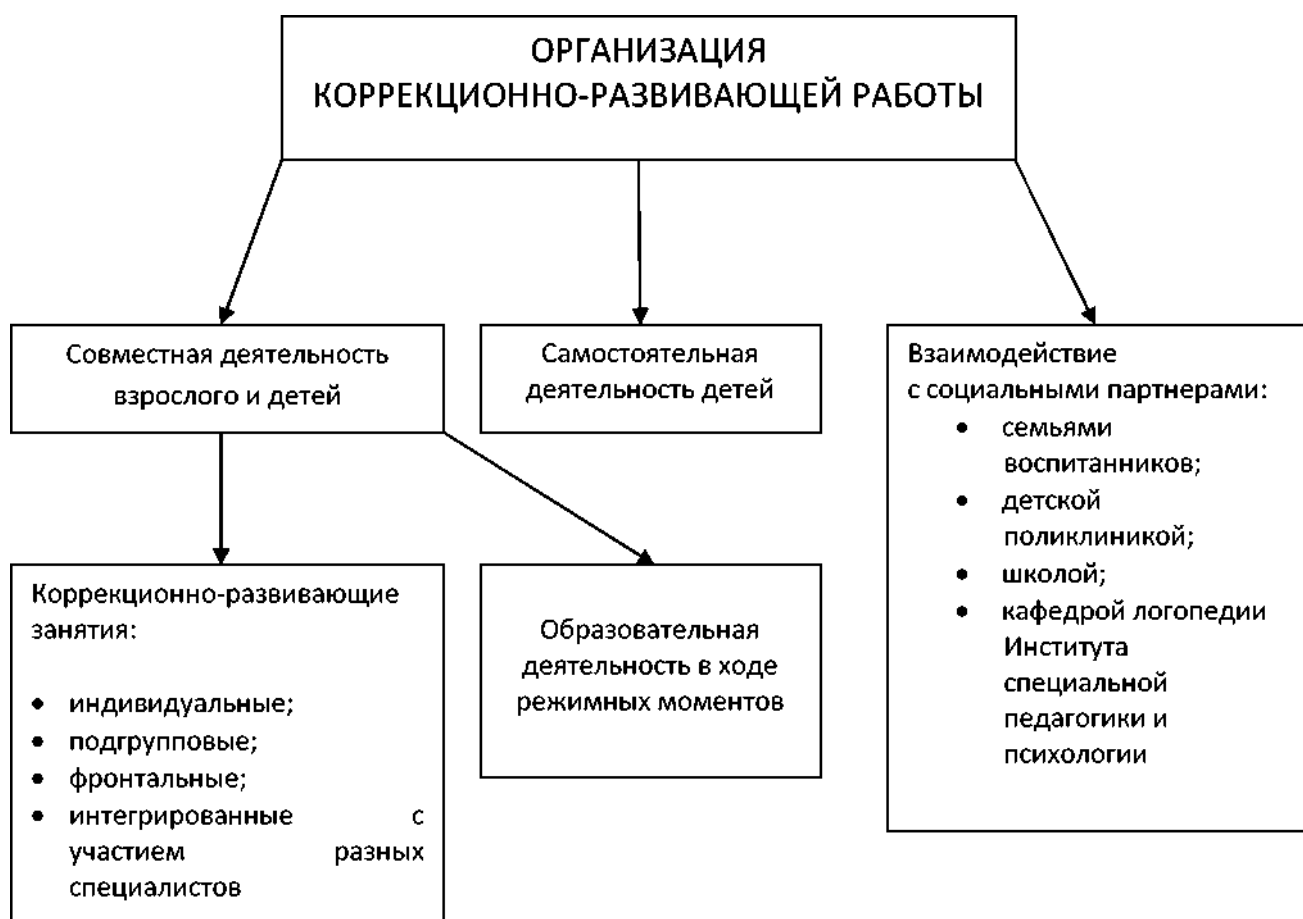 ОРГАНИЗАЦИЯ
КОРРЕКЦИОННО-РАЗВИВАЮЩЕЙ РАБОТЫ
Совместная деятельность
взрослого и детей
Самостоятельная
деятельность детей
Взаимодействие
с социальными партнерами:
• семьями
воспитанников;
• детской
поликлиникой;
• школой;
• кафедрой логопедии
Института
специальной
педагогики и
психологии
Коррекционно-развивающие
занятия:
• индивидуальные;
• подгрупповые;
• фронтальные;
• интегрированные с
участием разных
специалистов
Образовательная
деятельность в ходе
режимных моментов